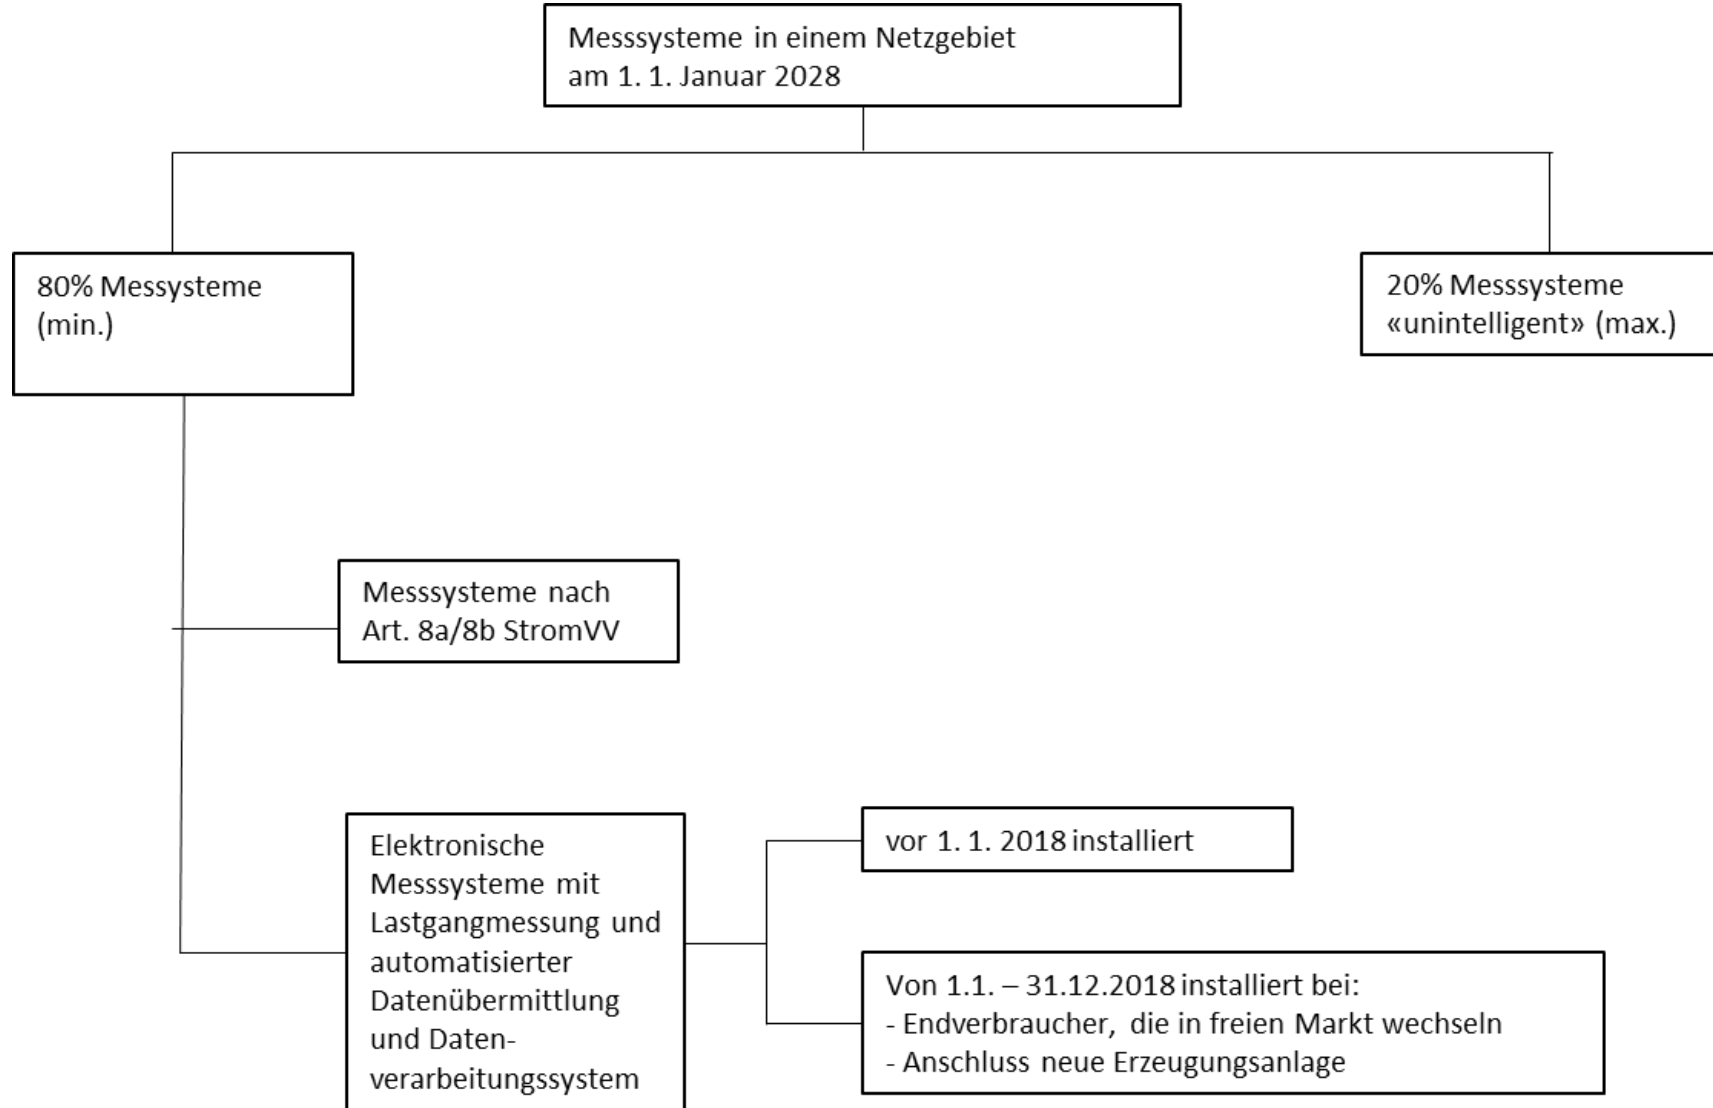 Messsysteme in einem Netzgebiet
am 1. 1. Januar 2028
80% Messysteme
(min.)
20% Messsysteme
«unintelligent» (max.)
Messsysteme nach
Art. 8a/8b StromVV
Elektronische
Messsysteme mit
Lastgangmessung und
automatisierter
Datenübermittlung
und Daten-
verarbeitungssystem
vor 1. 1. 2018 installiert
Von 1.1. – 31.12.2018 installiert bei:
- Endverbraucher, die in freien Markt wechseln
- Anschluss neue Erzeugungsanlage